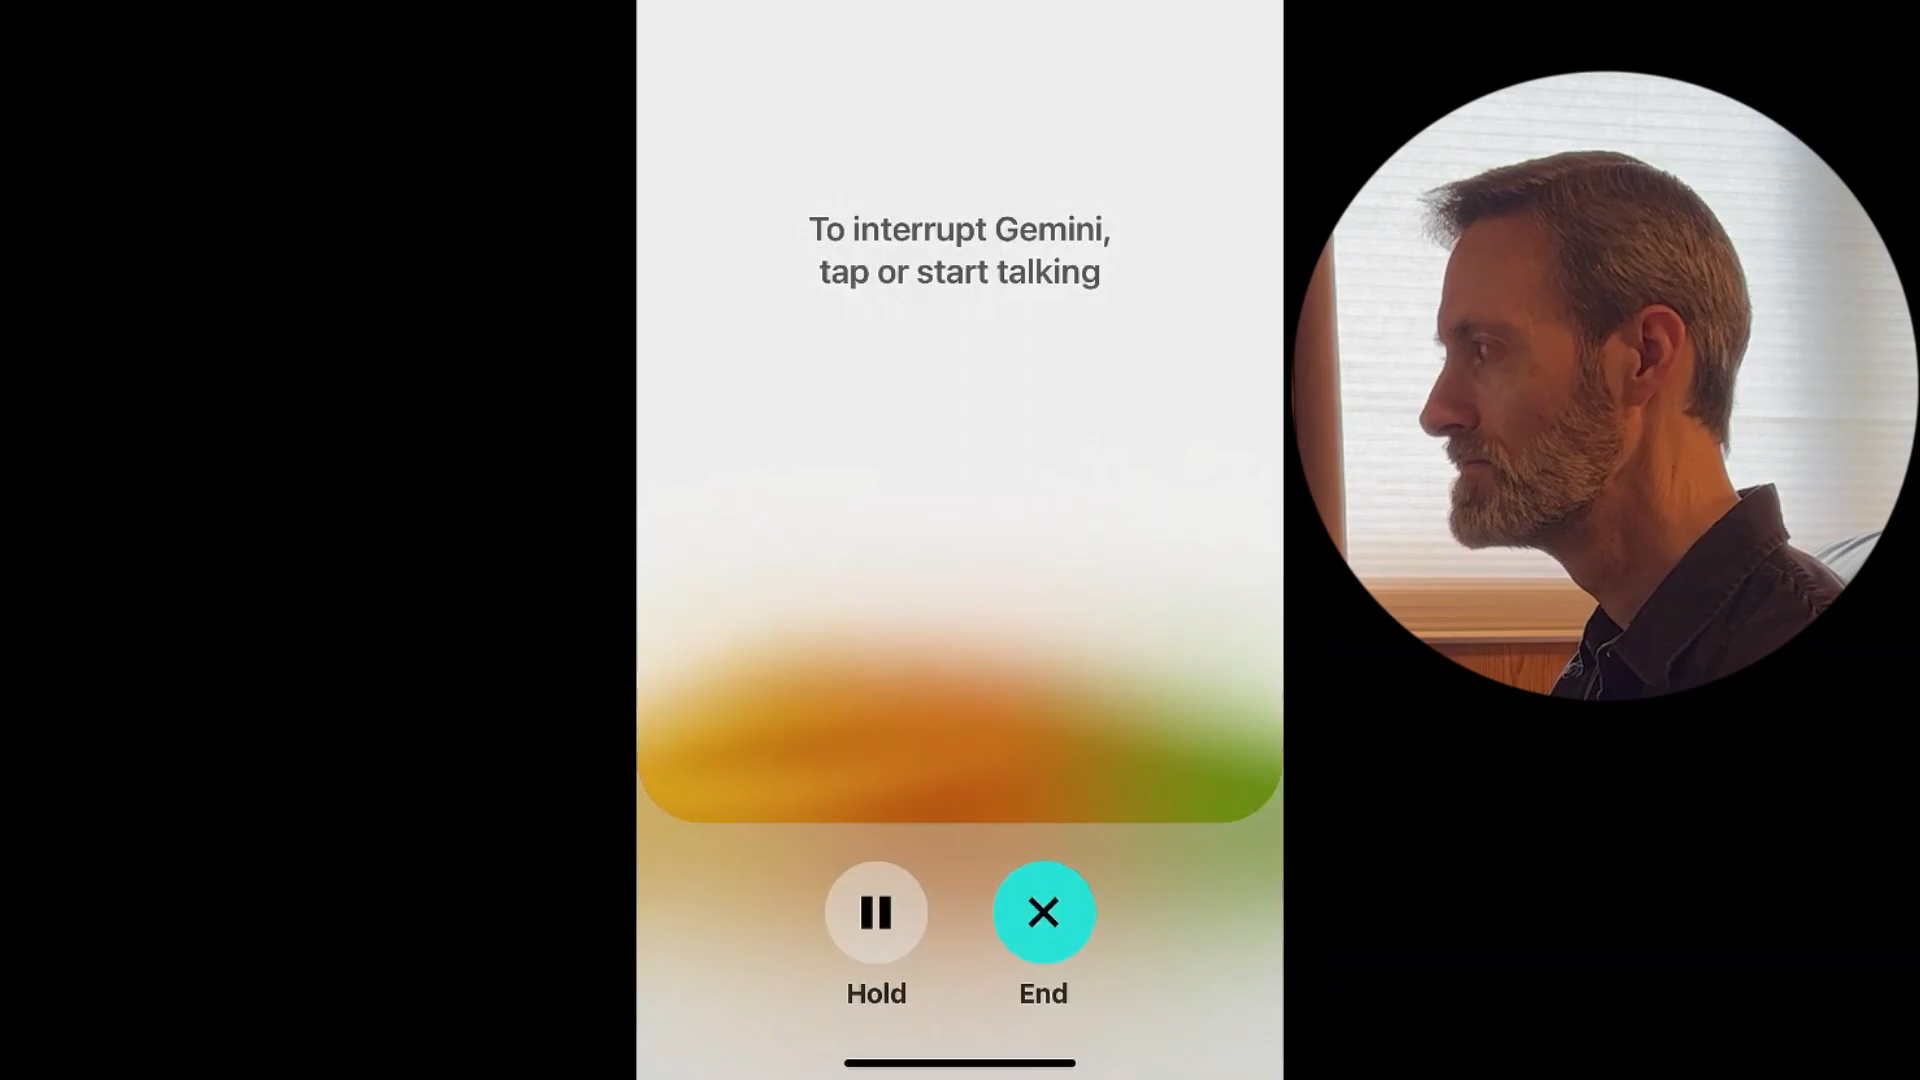 To interrupt Gemini,
tap or start talking
Hold
End